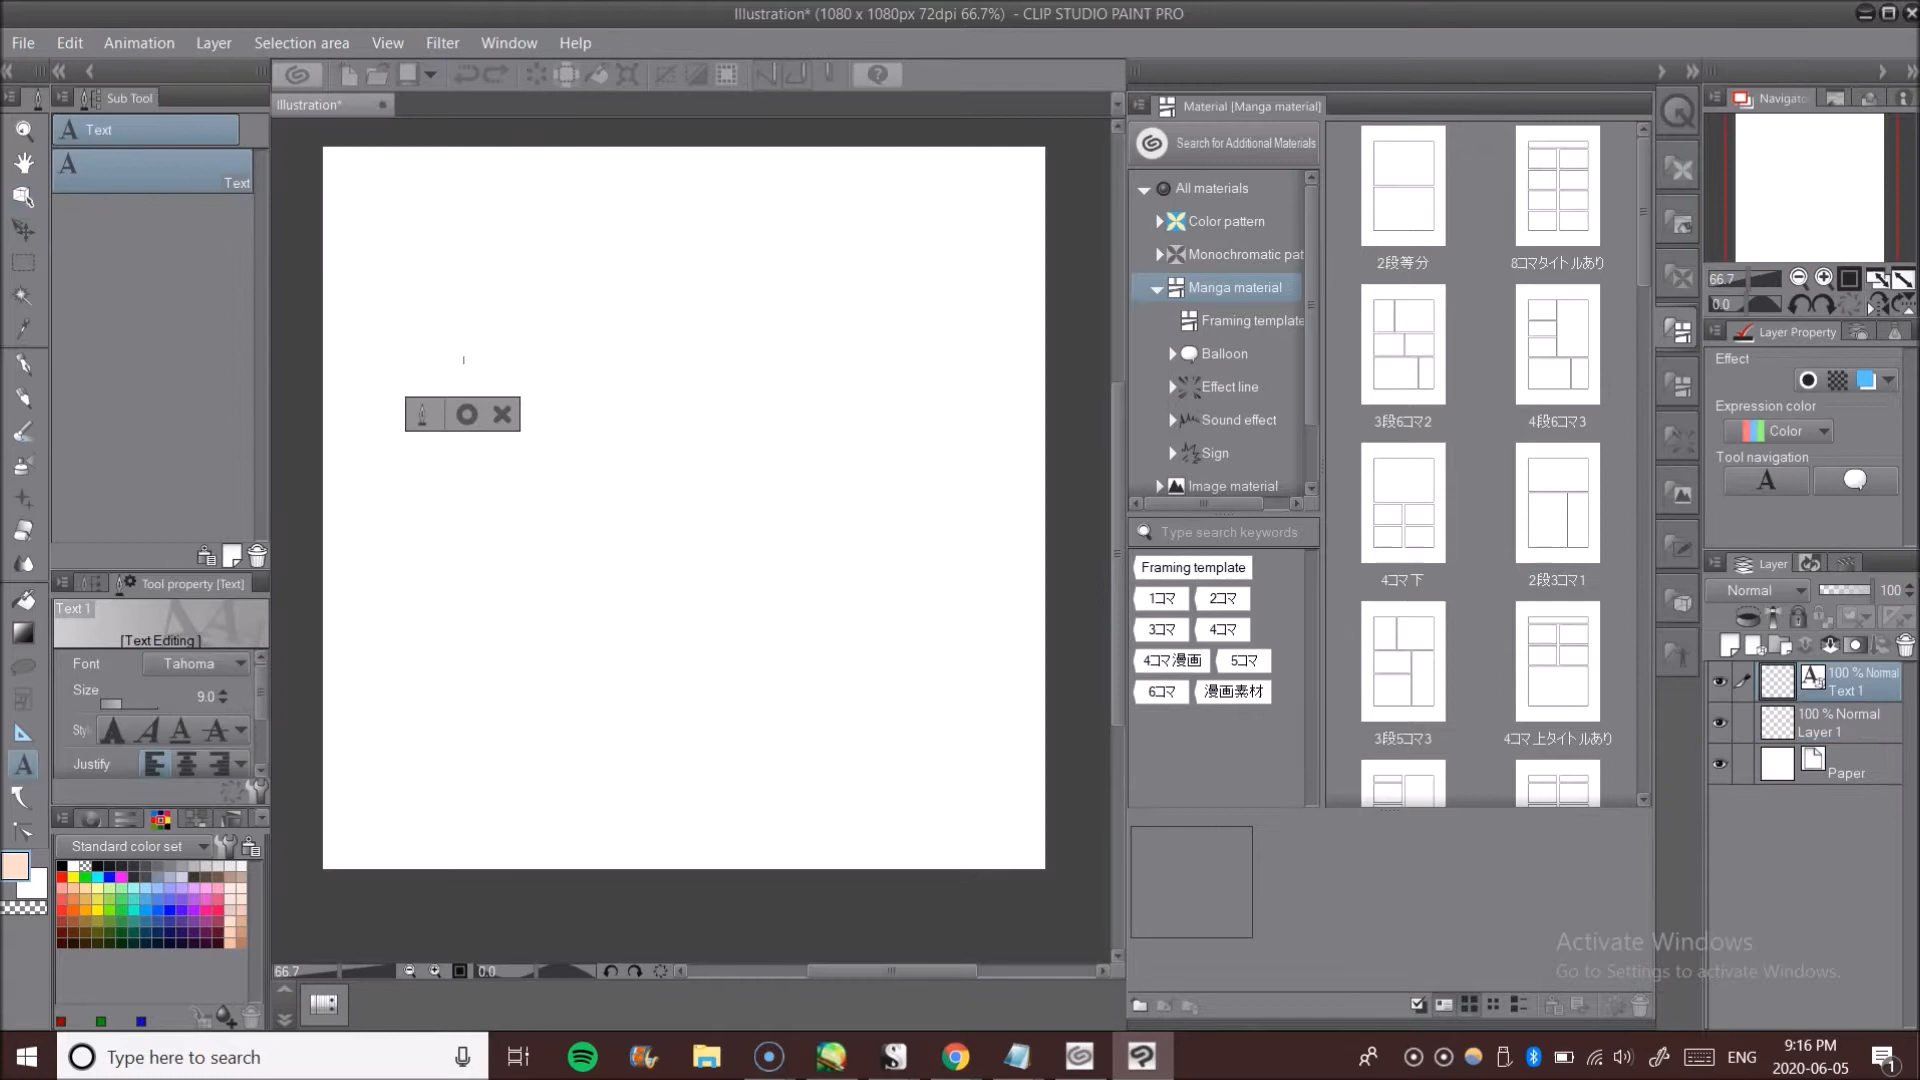 Illustration* (1080 x 1080px 72dpi 66.7%) - CLIP STUDIO PAINT PRO
File Edit Animation Layer Selection area View Filter Window Help
Sub Tool
Text
Text
Illustration*
Tool property [Text]
Text 1
[Text Editing ]
Font Tahoma
Size 9.0
Justify
Standard color set
66.7 0.0
Material [Manga material]
Search for Additional Materials
All materials
Color pattern
Monochromatic pat
Manga material
Framing template
Balloon
Effect line
Sound effect
Sign
Image material
Type search keywords
Framing template
1コマ 2コマ
3コマ 4コマ
4コマ漫画 5コマ
6コマ 漫画素材
2段等分 8コマタイトルあり
3段6コマ2 4段6コマ3
4コマ下 2段3コマ1
3段5コマ3 4コマ上タイトルあり
Navigato
66.7
0.0
Layer Property
Effect
Expression color
Color
Tool navigation
Layer
Normal 100
100 % Normal
Text 1
100 % Normal
Layer 1
Paper
Activate Windows
Go to Settings to activate Windows.
Type here to search
ENG
9:16 PM
2020-06-05
1